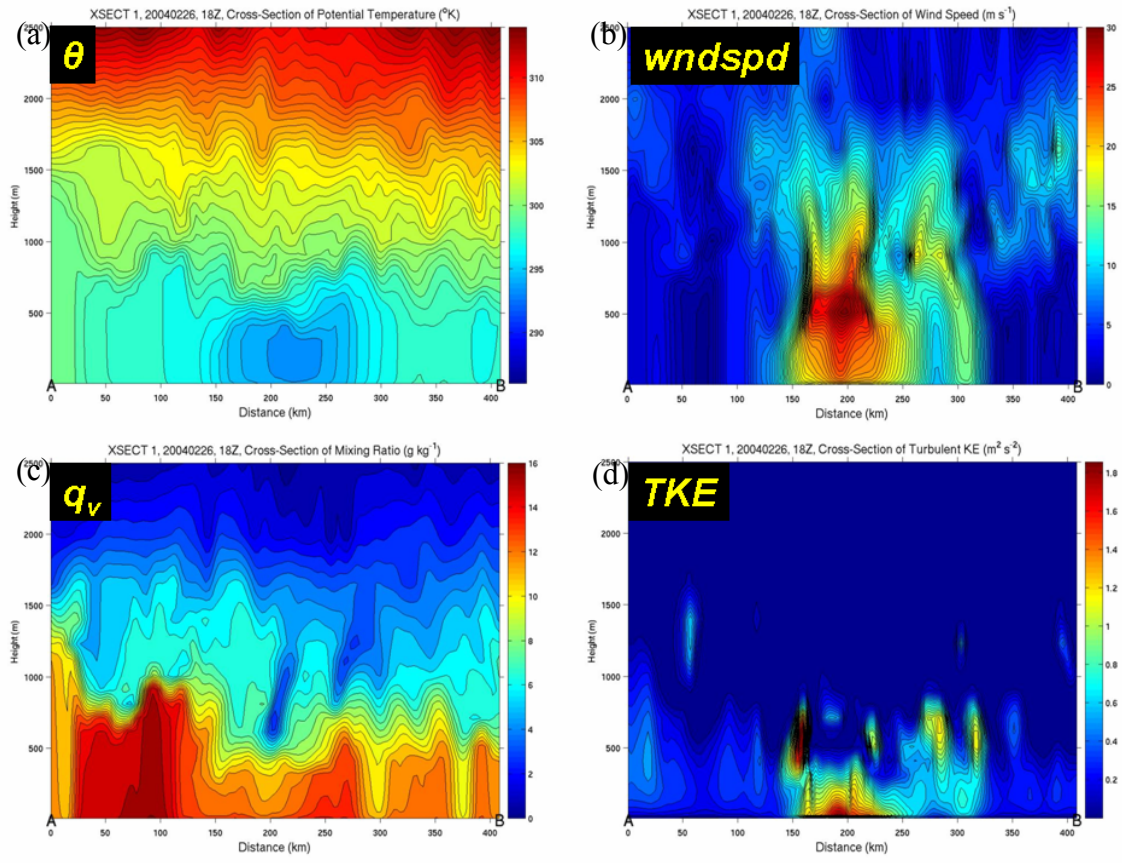 XSECT 1, 20040226, 18Z, Cross-Section of Potential Temperature (°K)
(a)
θ
2500
2000
1500
1000
500
Height (m)
A
B
0 50 100 150 200 250 300 350 400
Distance (km)
310
305
300
295
290
XSECT 1, 20040226, 18Z, Cross-Section of Wind Speed (m s-1)
(b)
wndspd
2500
2000
1500
1000
500
Height (m)
A
B
0 50 100 150 200 250 300 350 400
Distance (km)
30
25
20
15
10
5
0
XSECT 1, 20040226, 18Z, Cross-Section of Mixing Ratio (g kg-1)
(c)
qv
2500
2000
1500
1000
500
Height (m)
A
B
0 50 100 150 200 250 300 350 400
Distance (km)
16
14
12
10
8
6
4
2
0
XSECT 1, 20040226, 18Z, Cross-Section of Turbulent KE (m2 s-2)
(d)
TKE
2500
2000
1500
1000
500
Height (m)
A
B
0 50 100 150 200 250 300 350 400
Distance (km)
1.8
1.6
1.4
1.2
1
0.8
0.6
0.4
0.2